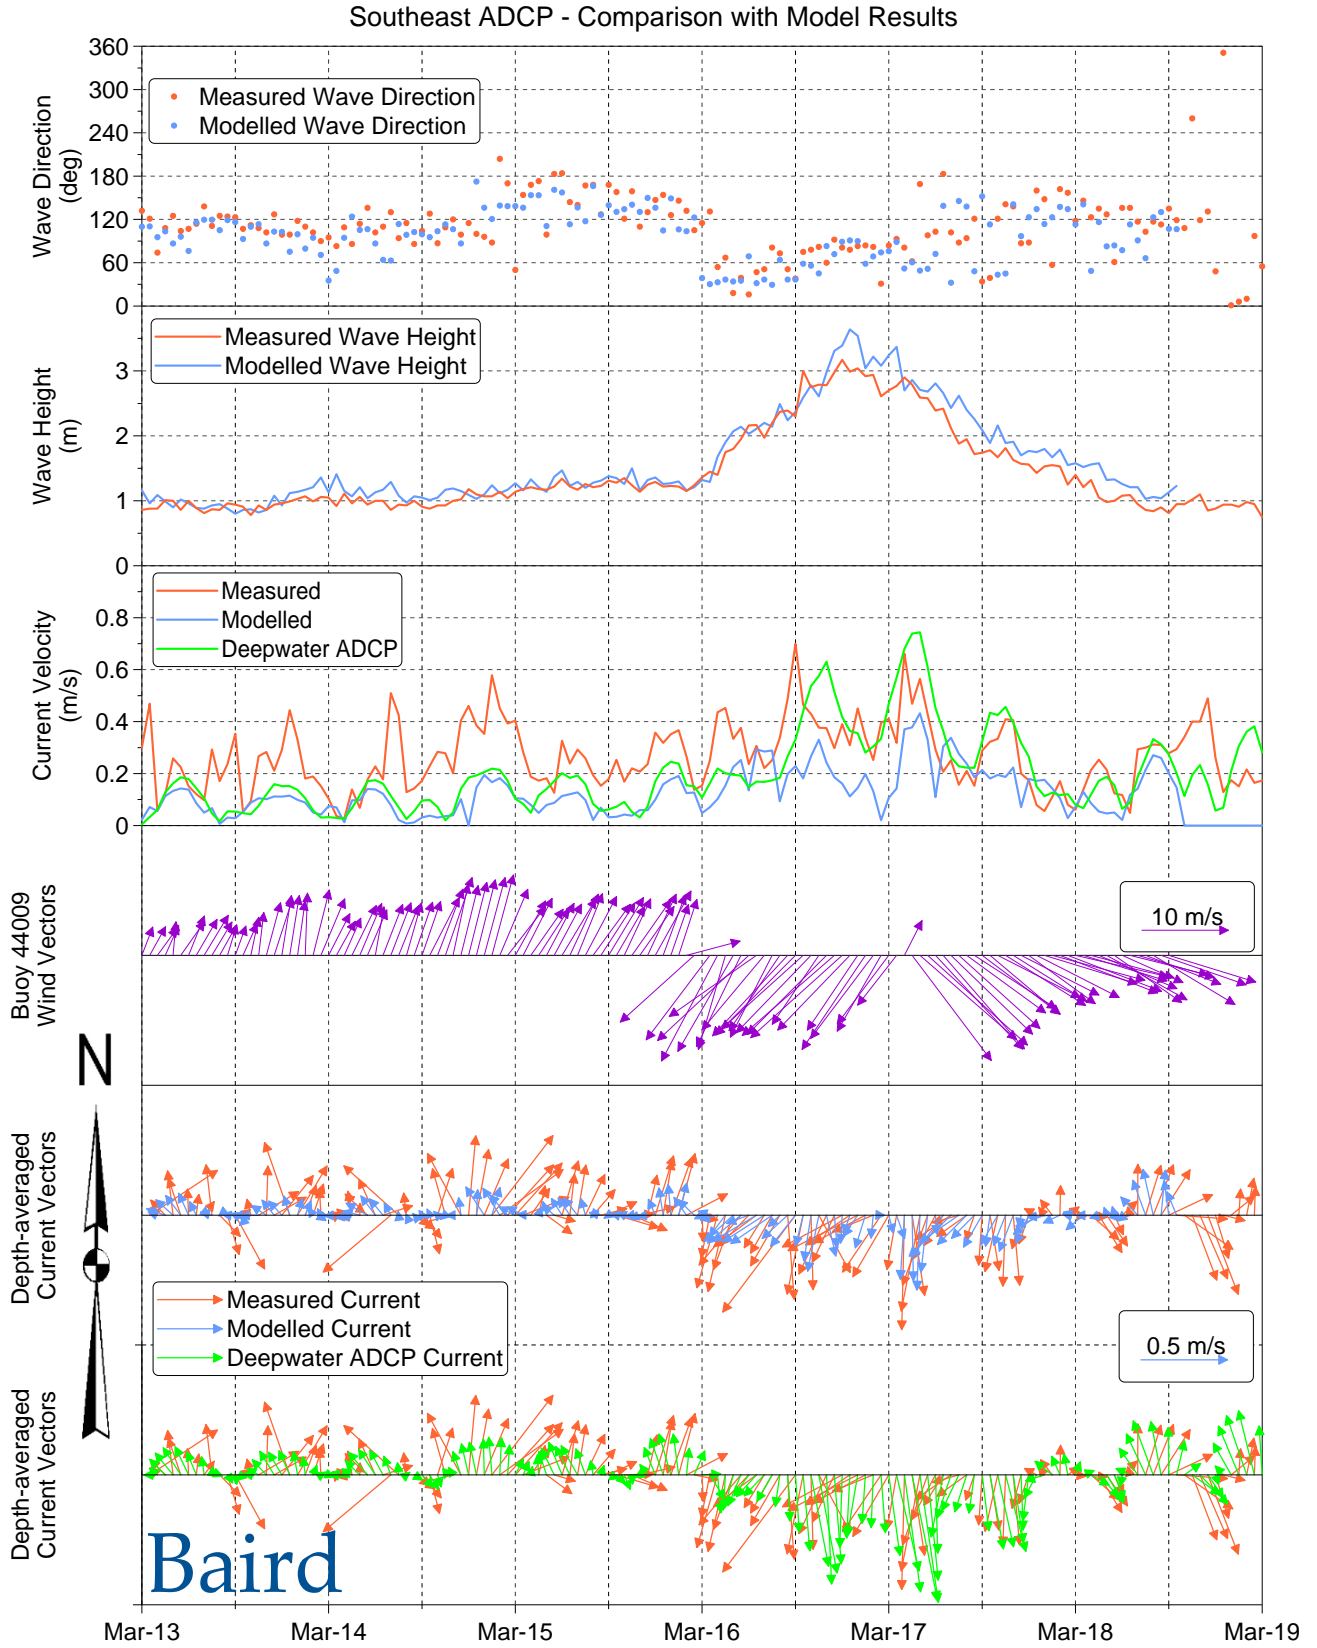 Southeast ADCP - Comparison with Model Results
Wave Direction
(deg)
360
300
240
180
120
60
0
Measured Wave Direction
Modelled Wave Direction
Wave Height
(m)
3
2
1
0
Measured Wave Height
Modelled Wave Height
Current Velocity
(m/s)
0.8
0.6
0.4
0.2
0
Measured
Modelled
Deepwater ADCP
Buoy 44009
Wind Vectors
10 m/s
N
Depth-averaged
Current Vectors
Measured Current
Modelled Current
Deepwater ADCP Current
0.5 m/s
Depth-averaged
Current Vectors
Baird
Mar-13
Mar-14
Mar-15
Mar-16
Mar-17
Mar-18
Mar-19